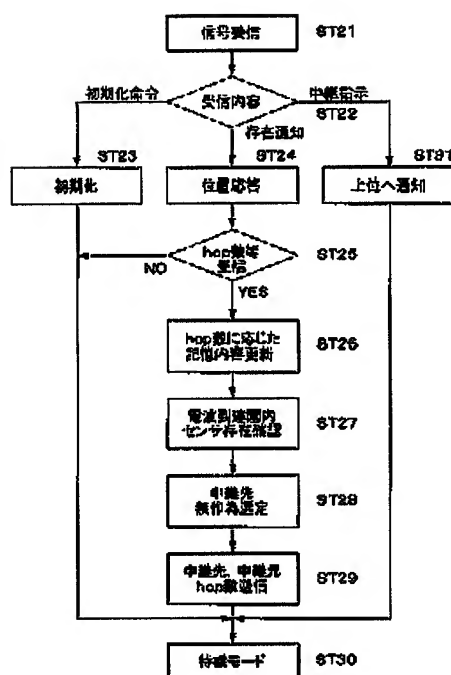 信号受信 ST21
初期化命令
受信内容
中継指示
ST22
存在通知
ST23
ST24
ST31
初期化
位置応答
上位へ通知
hop数等
受信
ST25
NO
YES
hop数に応じた
記憶内容更新
ST26
電波到達圏内
センサ存在確認
ST27
中継先
無作為選定
ST28
中継先、中継元
hop数送信
ST29
待機モード ST30